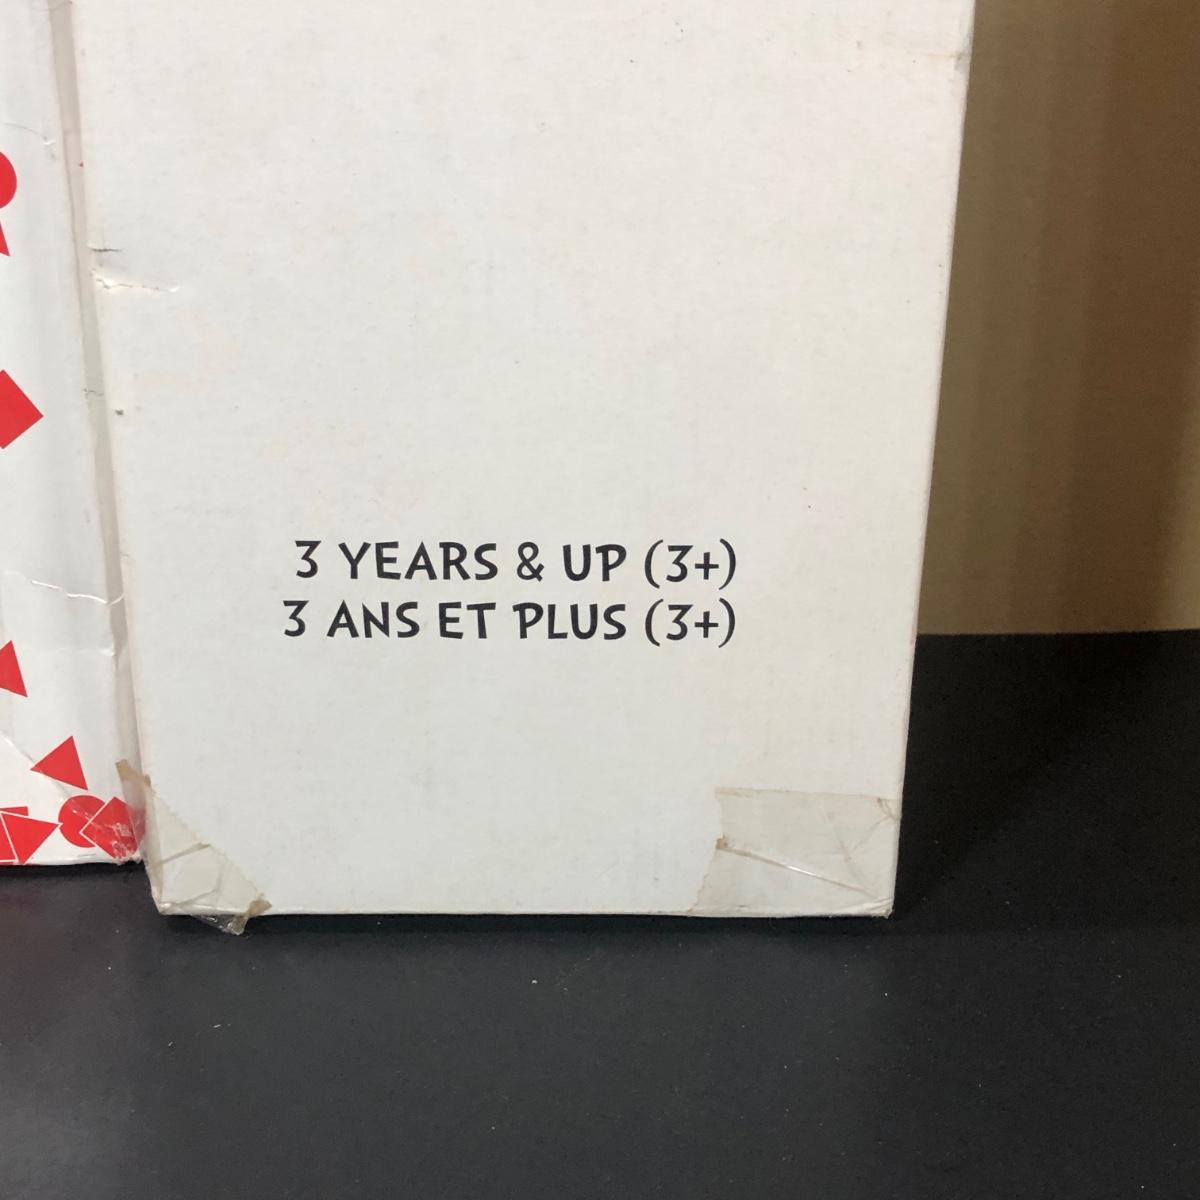 3 YEARS & UP (3+)
3 ANS ET PLUS (3+)